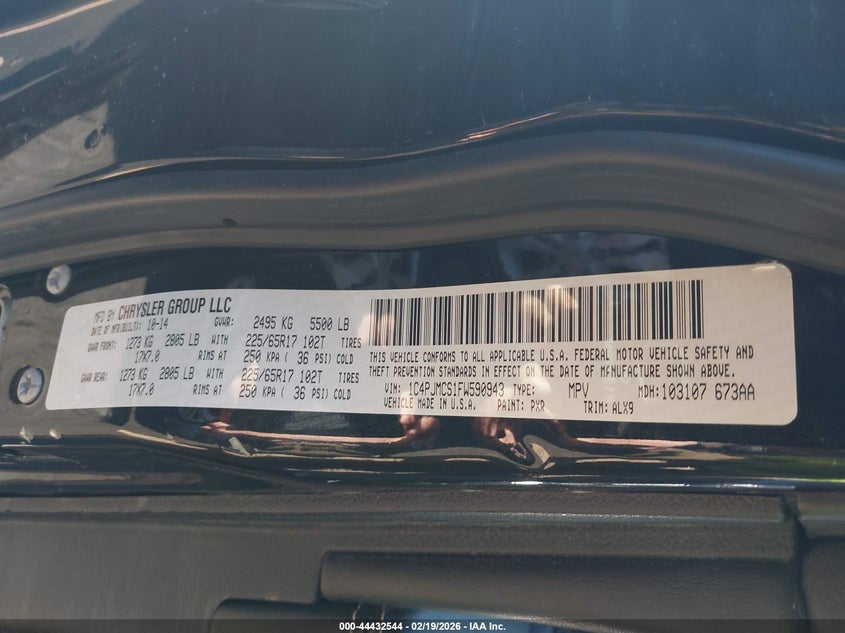 MFD BY CHRYSLER GROUP LLC
DATE OF MFR(BUILT): 10-14 GVWR: 2495 KG 5500 LB
GAWR FRONT: 1273 KG 2805 LB WITH 225/65R17 102T TIRES
17X7.0 RIMS AT 250 KPA ( 36 PSI) COLD
GAWR REAR: 1273 KG 2805 LB WITH 225/65R17 102T TIRES
17X7.0 RIMS AT 250 KPA ( 36 PSI) COLD
THIS VEHICLE CONFORMS TO ALL APPLICABLE U.S.A. FEDERAL MOTOR VEHICLE SAFETY AND
THEFT PREVENTION STANDARDS IN EFFECT ON THE DATE OF MANUFACTURE SHOWN ABOVE.
VIN: 1C4PJMCS1FW590943 TYPE: MPV MDH: 103107 673AA
VEHICLE MADE IN U.S.A. PAINT: PXR TRIM: ALX9
000-44432544 | 02/19/2026 - IAA Inc.